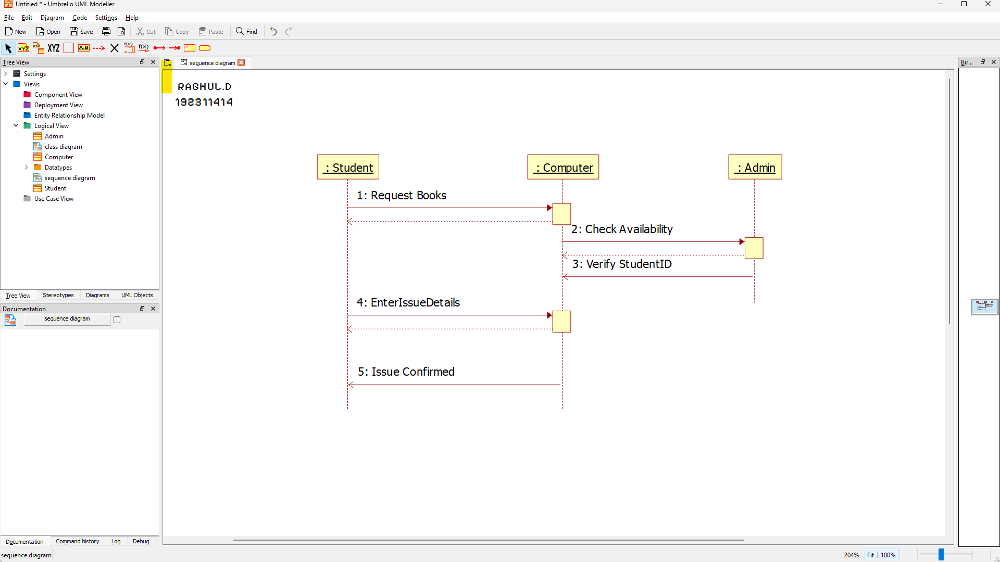 Untitled * - Umbrello UML Modeller
File Edit Diagram Code Settings Help
New Open Save Cut Copy Paste Find
XYZ XYZ XYZ A:B f(x) f(x)
Tree View
sequence diagram
Bir...
Settings
Views
Component View
Deployment View
Entity Relationship Model
Logical View
Admin
class diagram
Computer
Datatypes
sequence diagram
Student
Use Case View
Tree View Stereotypes Diagrams UML Objects
Documentation
sequence diagram
RAGHUL.D
192311414
: Student : Computer : Admin
1: Request Books
2: Check Availability
3: Verify StudentID
4: EnterIssueDetails
5: Issue Confirmed
Documentation Command history Log Debug
sequence diagram
204% Fit 100%